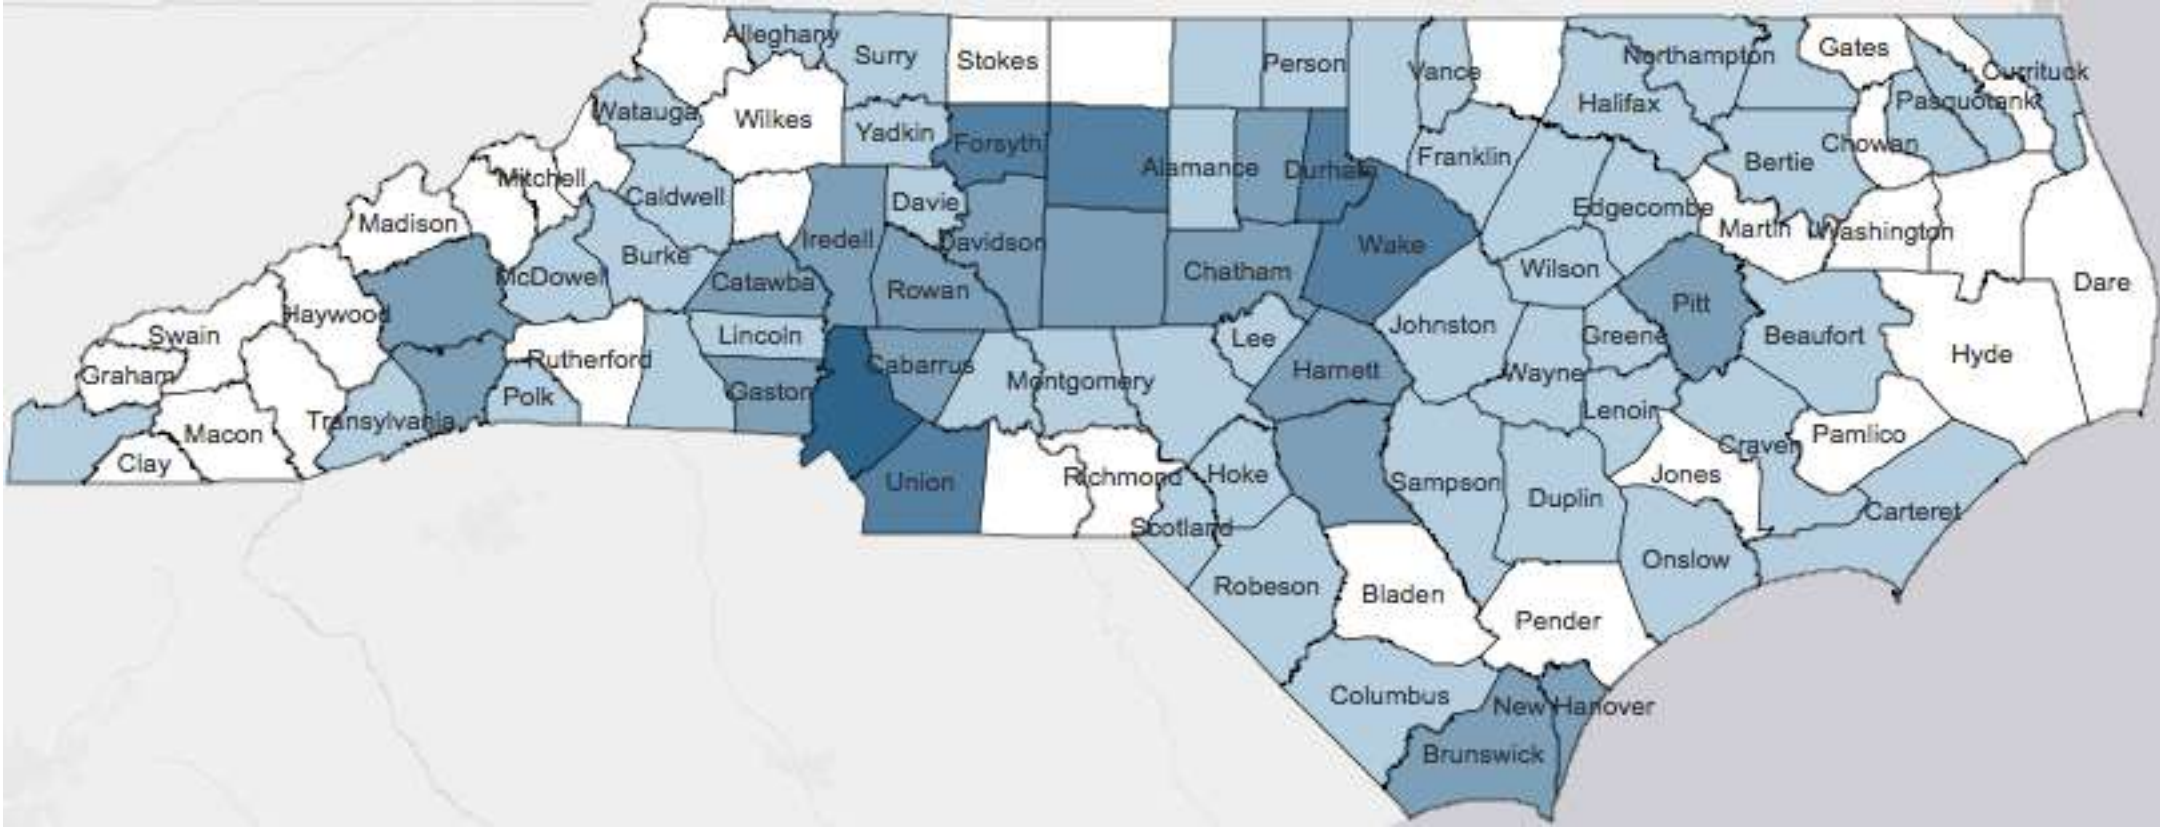 Alleghany
Surry
Stokes
Person
Vance
Northampton
Gates
Currituck
Watauga
Wilkes
Yadkin
Forsyth
Alamance
Durham
Franklin
Halifax
Bertie
Chowan
Pasquotank
Mitchell
Caldwell
Davie
Edgecombe
Martin
Washington
Madison
Burke
Iredell
Davidson
Chatham
Wake
Wilson
Dare
McDowell
Catawba
Rowan
Pitt
Haywood
Swain
Lincoln
Lee
Johnston
Greene
Beaufort
Hyde
Graham
Rutherford
Polk
Gaston
Cabarrus
Montgomery
Harnett
Wayne
Lenoir
Transylvania
Macon
Clay
Union
Richmond
Hoke
Sampson
Duplin
Jones
Craven
Pamlico
Carteret
Scotland
Robeson
Bladen
Onslow
Pender
Columbus
New Hanover
Brunswick